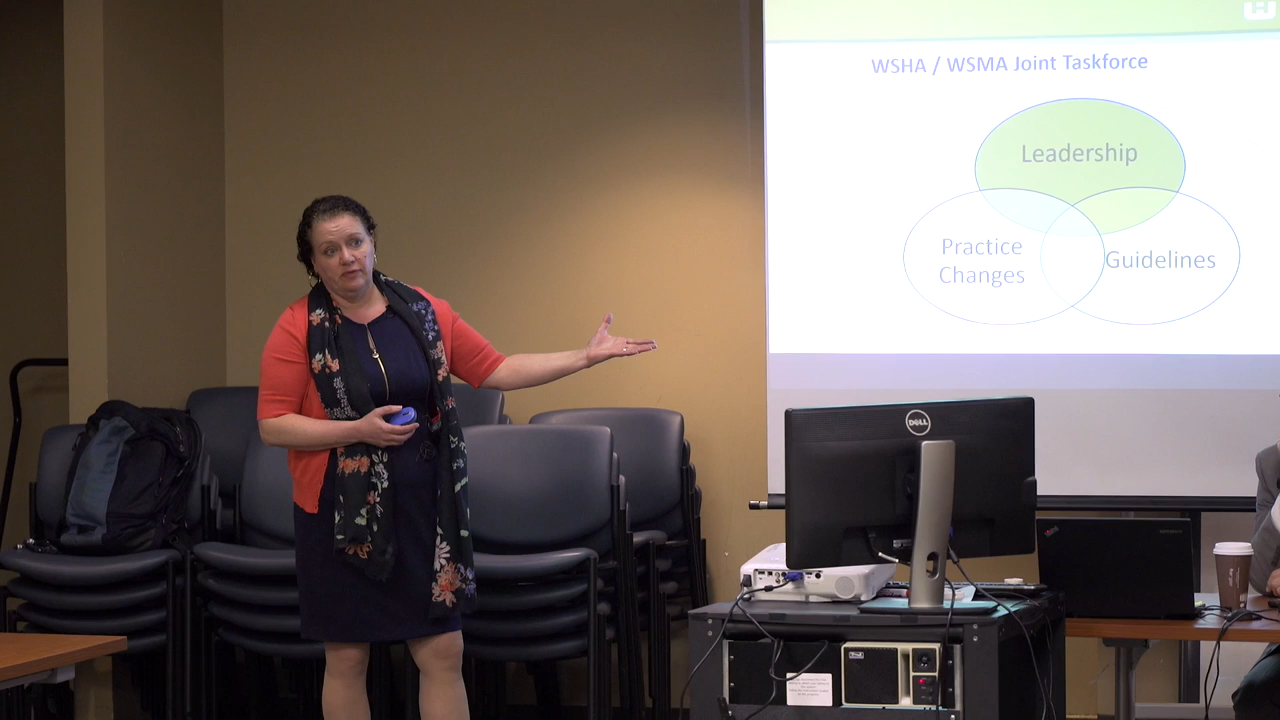 WSHA / WSMA Joint Taskforce
Leadership
Practice
Changes
Guidelines
DELL